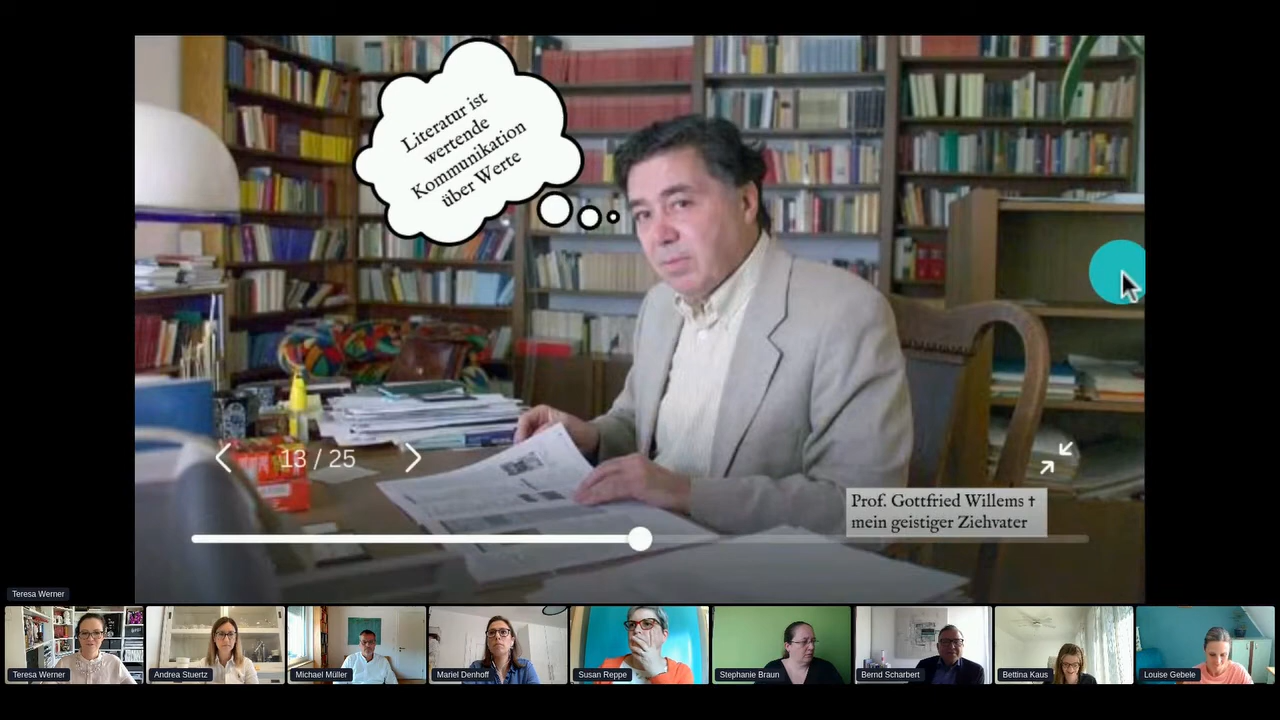 Literatur ist
wertende
Kommunikation
über Werte
13 / 25
Prof. Gottfried Willems †
mein geistiger Ziehvater
Teresa Werner
Teresa Werner
Andrea Stuertz
Michael Müller
Mariel Denhoff
Susan Reppe
Stephanie Braun
Bernd Scharbert
Bettina Kaus
Louise Gebele